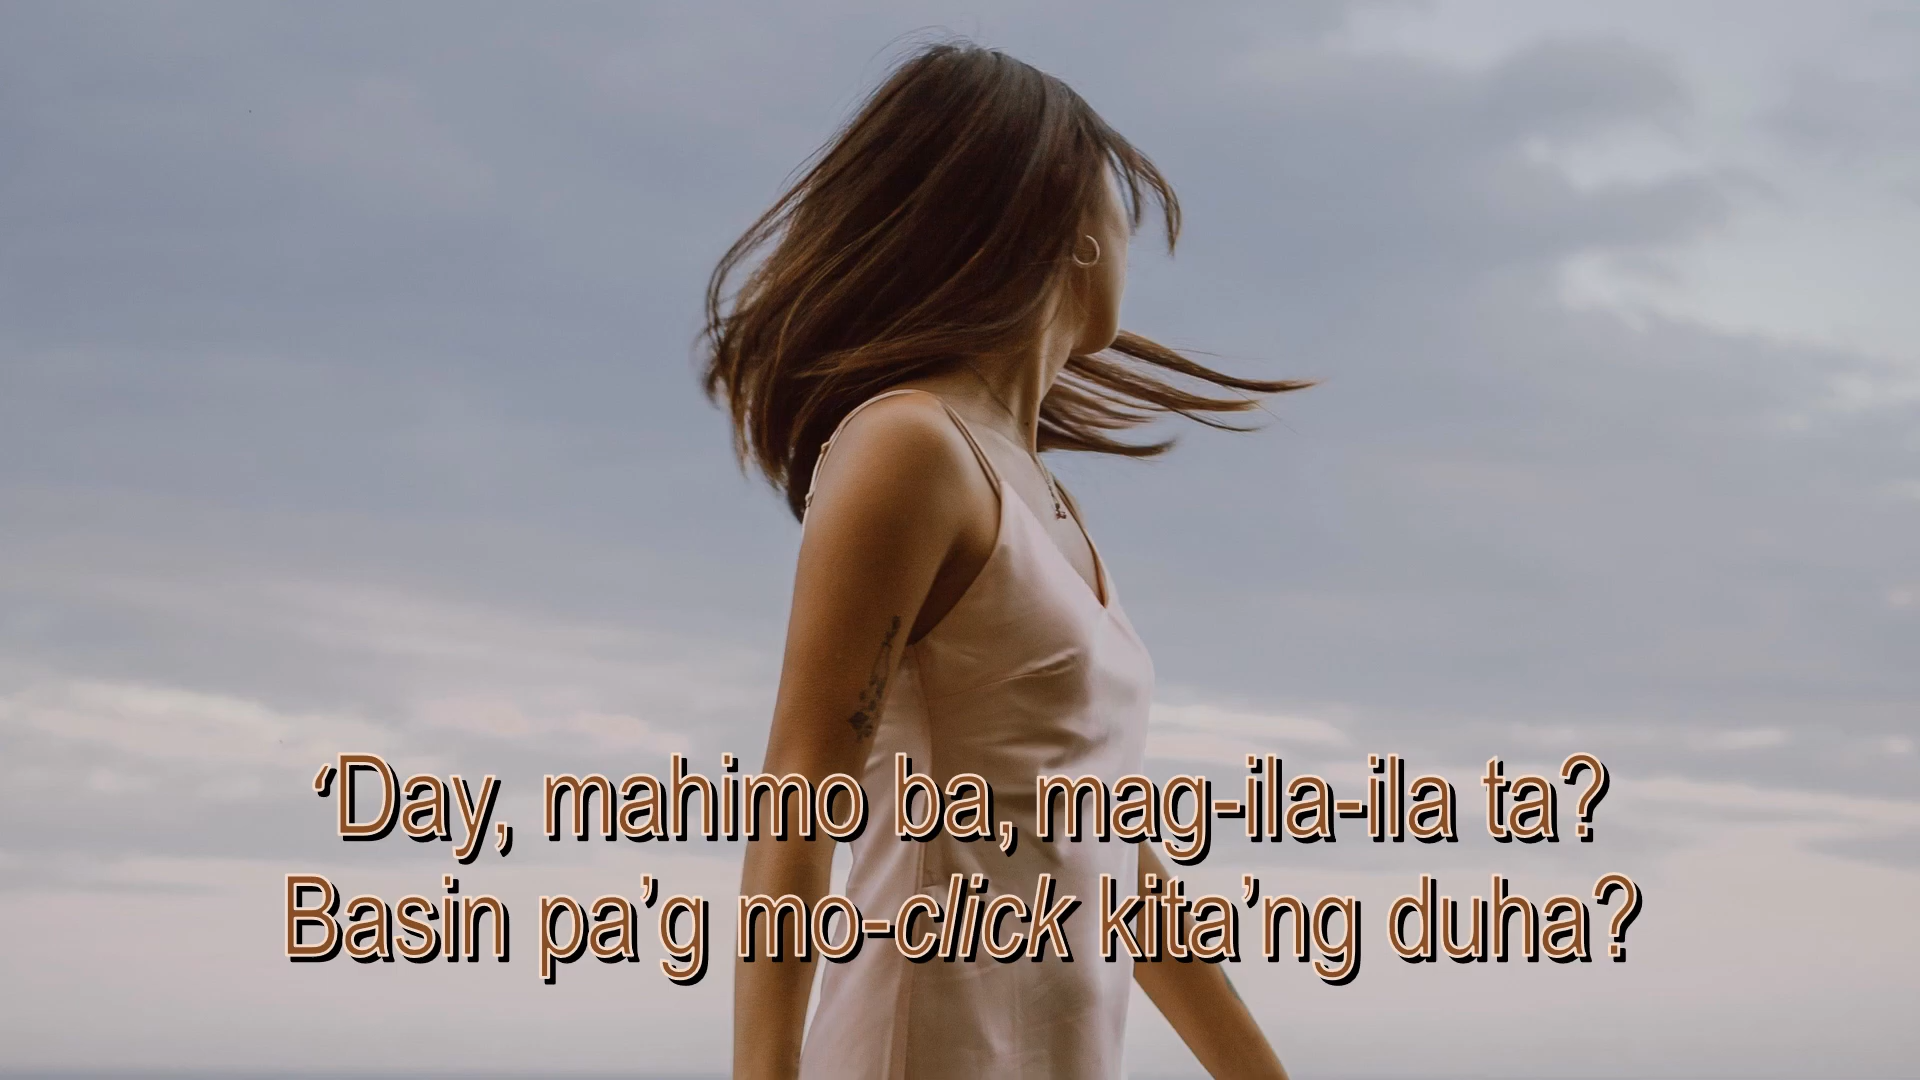 ‘Day, mahimo ba, mag-ila-ila ta?
Basin pa’g mo-click kita’ng duha?